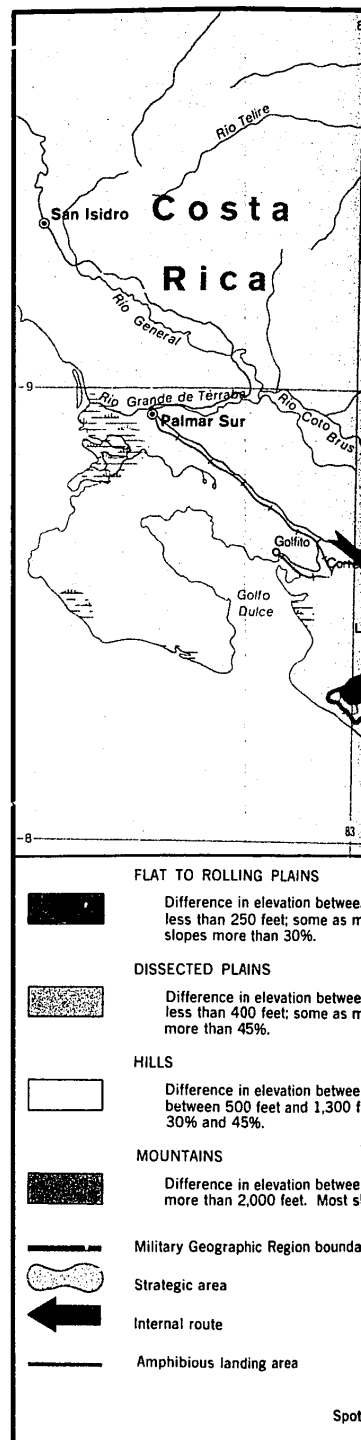 8
Rio Telire
San Isidro
Costa
Rica
Rio General
9
Rio Grande de Térraba
Rio Coto Brus
Palmar Sur
Golfito
Corre
Golfo
Dulce
L
8
83
FLAT TO ROLLING PLAINS
Difference in elevation between
less than 250 feet; some as m
slopes more than 30%.
DISSECTED PLAINS
Difference in elevation betwee
less than 400 feet; some as m
more than 45%.
HILLS
Difference in elevation betwee
between 500 feet and 1,300 f
30% and 45%.
MOUNTAINS
Difference in elevation betwee
more than 2,000 feet. Most s
Military Geographic Region bounda
Strategic area
Internal route
Amphibious landing area
Spot